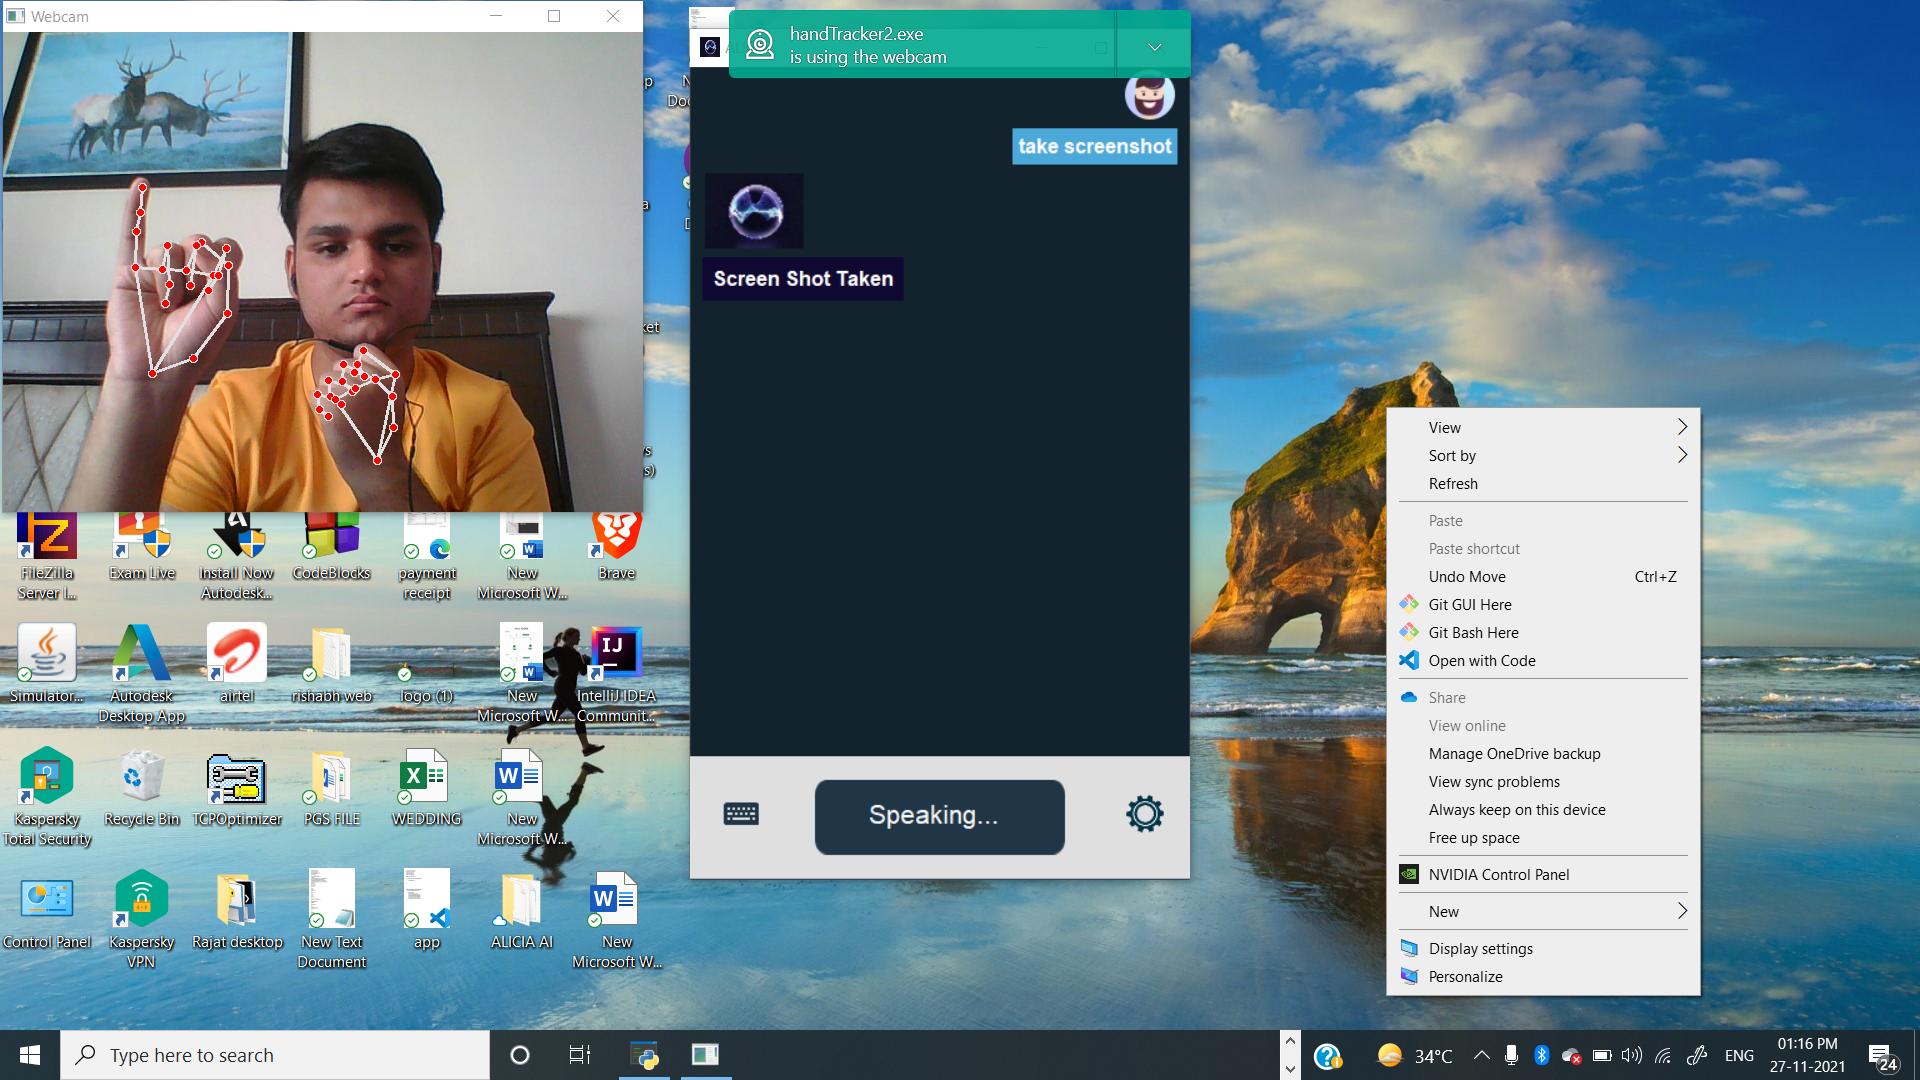 Webcam
handTracker2.exe
is using the webcam
take screenshot
Screen Shot Taken
Speaking...
View
Sort by
Refresh
Paste
Paste shortcut
Undo Move Ctrl+Z
Git GUI Here
Git Bash Here
Open with Code
Share
View online
Manage OneDrive backup
View sync problems
Always keep on this device
Free up space
NVIDIA Control Panel
New
Display settings
Personalize
FileZilla
Server I...
Exam Live
Install Now
Autodesk...
CodeBlocks
payment
receipt
New
Microsoft W...
Brave
Simulator...
Autodesk
Desktop App
airtel
rishabh web
logo (1)
New
Microsoft W...
IJ
IntelliJ IDEA
Communit...
Kaspersky
Total Security
Recycle Bin
TCPOptimizer
PGS FILE
WEDDING
New
Microsoft W...
Control Panel
Kaspersky
VPN
Rajat desktop
New Text
Document
app
ALICIA AI
New
Microsoft W...
Type here to search
34°C
ENG
01:16 PM
27-11-2021
24